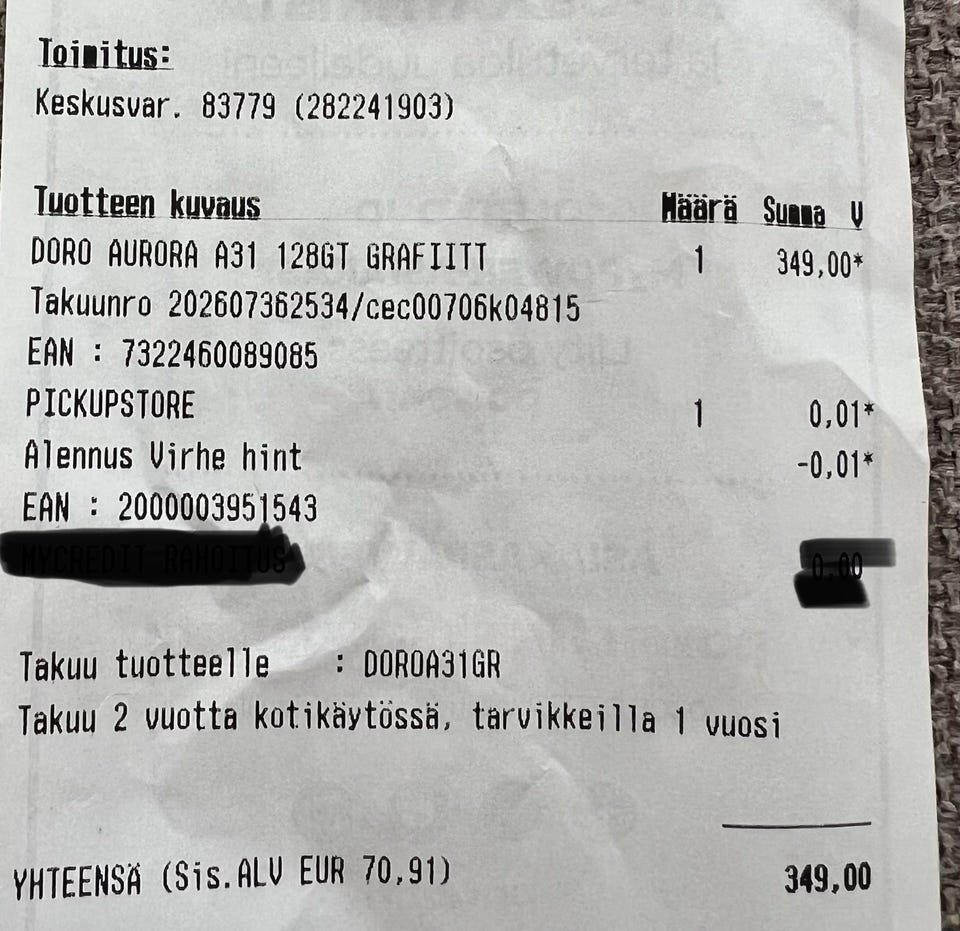 Toimitus:
Keskusvar. 83779 (282241903)
Tuotteen kuvaus Määrä Summa V
DORO AURORA A31 128GT GRAFIITT 1 349,00*
Takuunro 202607362534/cec00706k04815
EAN : 7322460089085
PICKUPSTORE 1 0,01*
Alennus Virhe hint -0,01*
EAN : 2000003951543
Takuu tuotteelle : DOROA31GR
Takuu 2 vuotta kotikäytössä, tarvikkeilla 1 vuosi
YHTEENSÄ (Sis.ALV EUR 70,91) 349,00